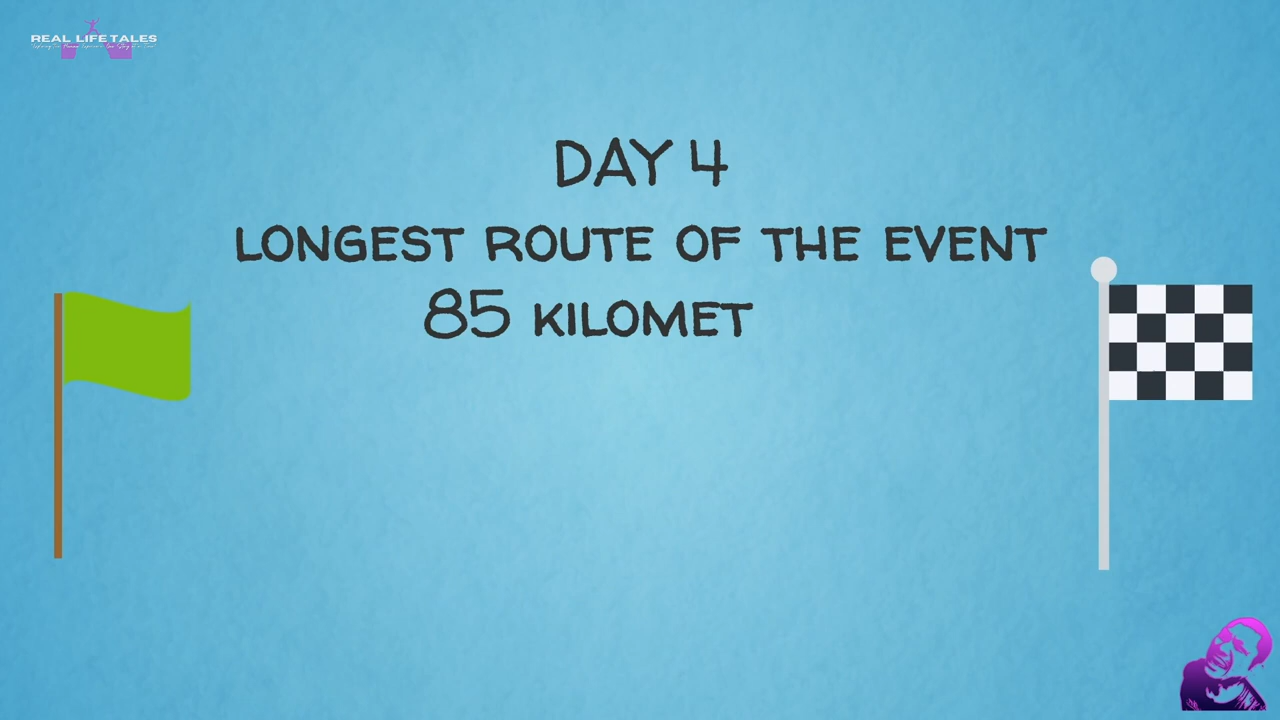 REAL LIFE TALES
DAY 4
LONGEST ROUTE OF THE EVENT
85 KILOMET